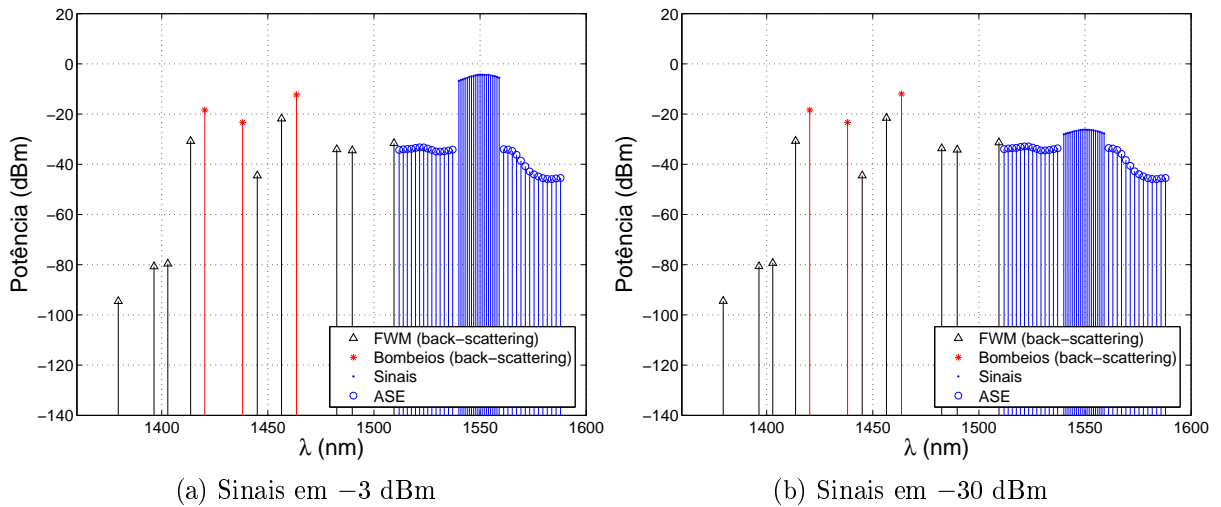 20
0
−20
−40
−60
−80
−100
−120
−140
Potência (dBm)
1400
1450
1500
1550
1600
λ (nm)
FWM (back−scattering)
Bombeios (back−scattering)
Sinais
ASE
(a) Sinais em −3 dBm
20
0
−20
−40
−60
−80
−100
−120
−140
Potência (dBm)
1400
1450
1500
1550
1600
λ (nm)
FWM (back−scattering)
Bombeios (back−scattering)
Sinais
ASE
(b) Sinais em −30 dBm